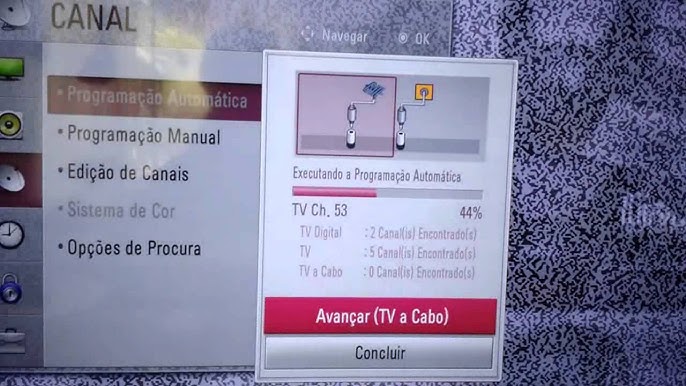 CANAL
Navegar
OK
• Programação Automática
• Programação Manual
• Edição de Canais
• Sistema de Cor
• Opções de Procura
Executando a Programação Automática
TV Ch. 53 44%
TV Digital : 2 Canal(is) Encontrado(s)
TV : 5 Canal(is) Encontrado(s)
TV a Cabo : 0 Canal(is) Encontrado(s)
Avançar (TV a Cabo)
Concluir